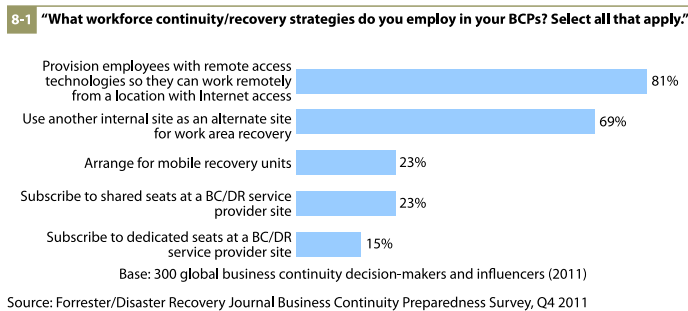 8-1 “What workforce continuity/recovery strategies do you employ in your BCPs? Select all that apply.”
Provision employees with remote access
technologies so they can work remotely
from a location with Internet access
81%
Use another internal site as an alternate site
for work area recovery
69%
Arrange for mobile recovery units
23%
Subscribe to shared seats at a BC/DR service
provider site
23%
Subscribe to dedicated seats at a BC/DR
service provider site
15%
Base: 300 global business continuity decision-makers and influencers (2011)
Source: Forrester/Disaster Recovery Journal Business Continuity Preparedness Survey, Q4 2011